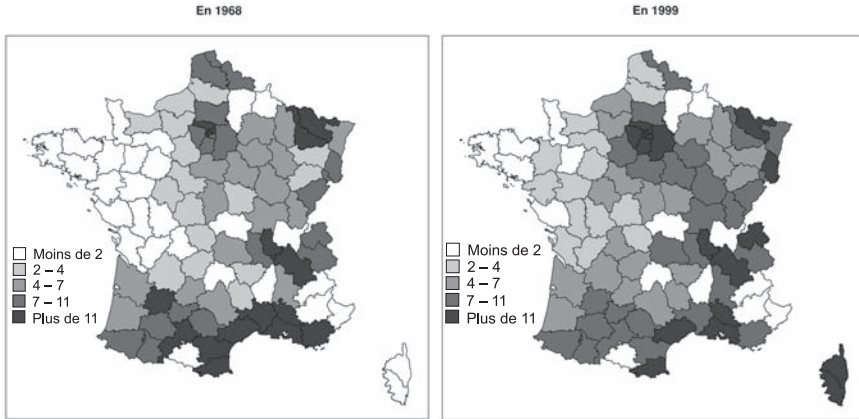 En 1968
En 1999
Moins de 2
2 – 4
4 – 7
7 – 11
Plus de 11
Moins de 2
2 – 4
4 – 7
7 – 11
Plus de 11